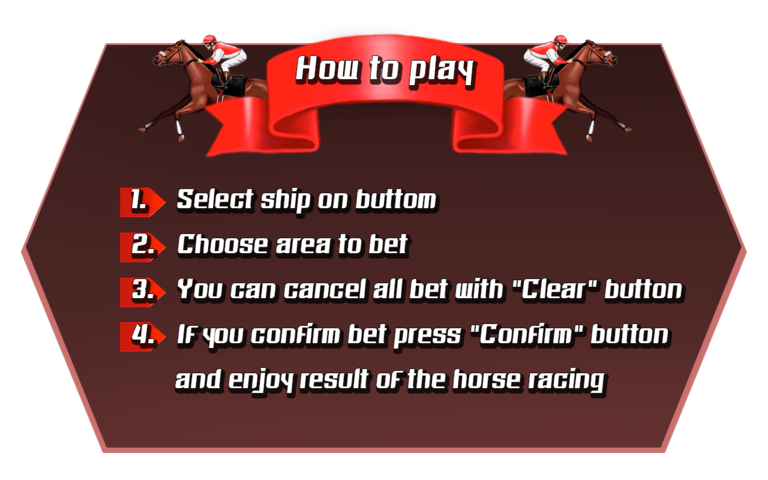 How to play
1. Select ship on buttom
2. Choose area to bet
3. You can cancel all bet with "Clear" button
4. If you confirm bet press "Confirm" button
and enjoy result of the horse racing